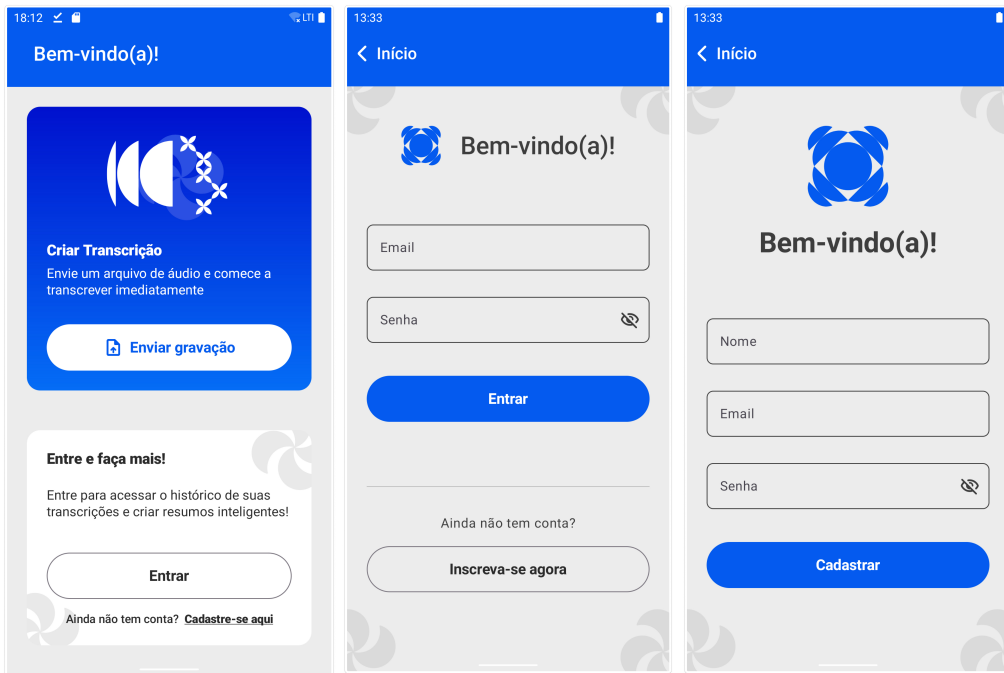 18:12
LTI
Bem-vindo(a)!
Criar Transcrição
Envie um arquivo de áudio e comece a
transcrever imediatamente
Enviar gravação
Entre e faça mais!
Entre para acessar o histórico de suas
transcrições e criar resumos inteligentes!
Entrar
Ainda não tem conta? Cadastre-se aqui
13:33
Início
Bem-vindo(a)!
Email
Senha
Entrar
Ainda não tem conta?
Inscreva-se agora
13:33
Início
Bem-vindo(a)!
Nome
Email
Senha
Cadastrar